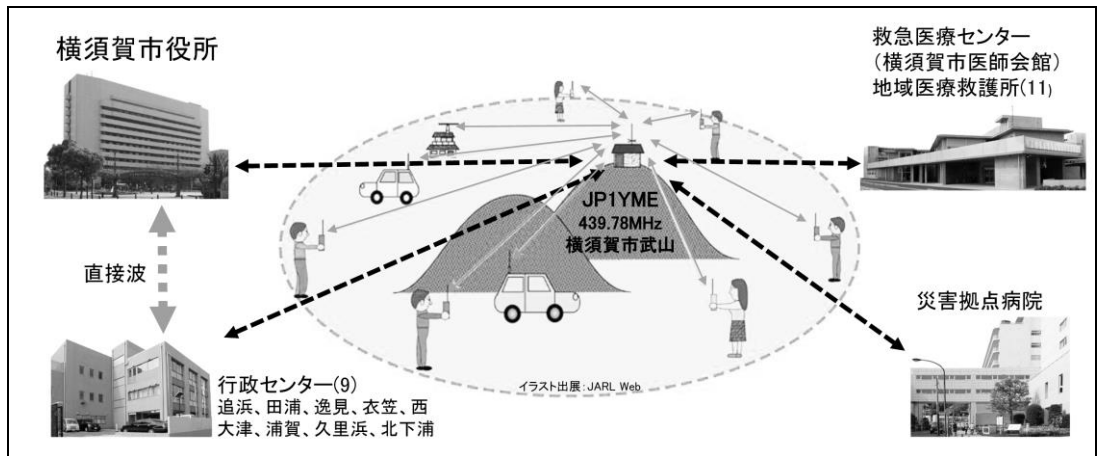 横須賀市役所
救急医療センター
(横須賀市医師会館)
地域医療救護所(11)
JP1YME
439.78MHz
横須賀市武山
直接波
災害拠点病院
行政センター(9)
追浜、田浦、逸見、衣笠、西
大津、浦賀、久里浜、北下浦
イラスト出展:JARL Web